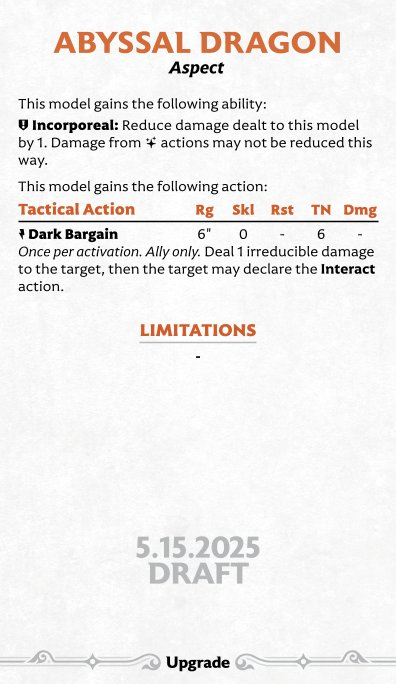 ABYSSAL DRAGON
Aspect
This model gains the following ability:
Incorporeal: Reduce damage dealt to this model
by 1. Damage from actions may not be reduced this
way.
This model gains the following action:
Tactical Action Rg Skl Rst TN Dmg
Dark Bargain 6" 0 - 6 -
Once per activation. Ally only. Deal 1 irreducible damage
to the target, then the target may declare the Interact
action.
LIMITATIONS
-
5.15.2025
DRAFT
Upgrade